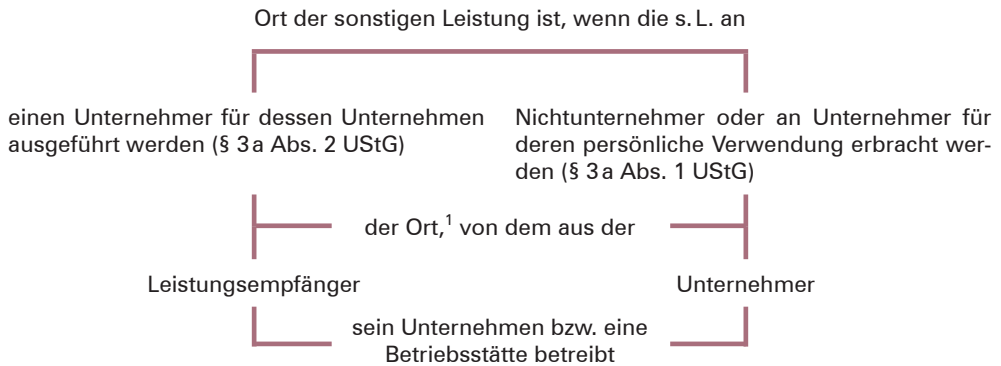 Ort der sonstigen Leistung ist, wenn die s. L. an
einen Unternehmer für dessen Unternehmen
ausgeführt werden (§ 3 a Abs. 2 UStG)
Nichtunternehmer oder an Unternehmer für
deren persönliche Verwendung erbracht wer-
den (§ 3 a Abs. 1 UStG)
der Ort,¹ von dem aus der
Leistungsempfänger
Unternehmer
sein Unternehmen bzw. eine
Betriebsstätte betreibt